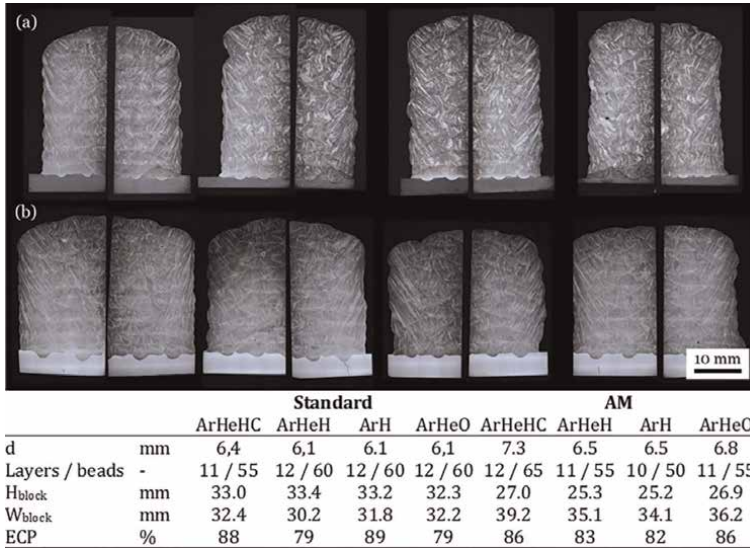 (a)
(b)
10 mm
Standard AM
ArHeHC ArHeH ArH ArHeO ArHeHC ArHeH ArH ArHeO
d mm 6,4 6,1 6.1 6,1 7.3 6.5 6.5 6.8
Layers / beads - 11 / 55 12 / 60 12 / 60 12 / 60 12 / 65 11 / 55 10 / 50 11 / 55
Hblock mm 33.0 33.4 33.2 32.3 27.0 25.3 25.2 26.9
Wblock mm 32.4 30.2 31.8 32.2 39.2 35.1 34.1 36.2
ECP % 88 79 89 79 86 83 82 86